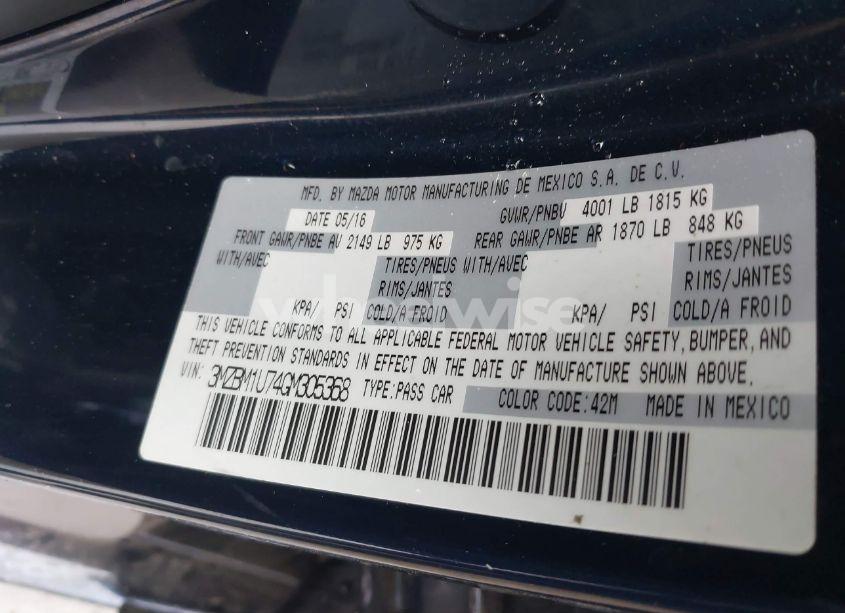 MFD. BY MAZDA MOTOR MANUFACTURING DE MEXICO S.A. DE C.V.
DATE 05/16 GVWR/PNBV 4001 LB 1815 KG
FRONT GAWR/PNBE AV 2149 LB 975 KG REAR GAWR/PNBE AR 1870 LB 848 KG
WITH/AVEC TIRES/PNEUS WITH/AVEC TIRES/PNEUS
RIMS/JANTES RIMS/JANTES
KPA/ PSI COLD/A FROID KPA/ PSI COLD/A FROID
THIS VEHICLE CONFORMS TO ALL APPLICABLE FEDERAL MOTOR VEHICLE SAFETY, BUMPER, AND
THEFT PREVENTION STANDARDS IN EFFECT ON THE DATE OF MANUFACTURE SHOWN ABOVE.
VIN: 3MZBM1U74GM305368 TYPE:PASS CAR COLOR CODE:42M MADE IN MEXICO